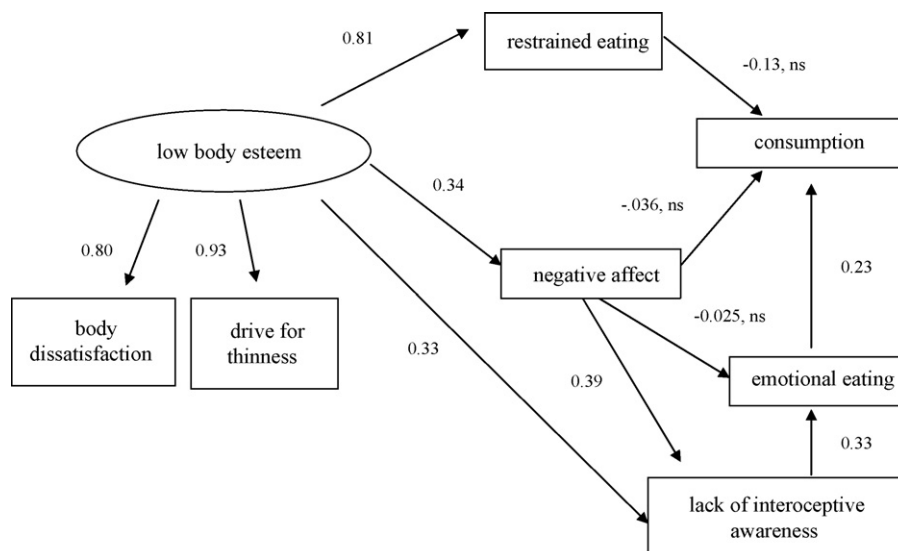 0.81
restrained eating
-0.13, ns
low body esteem
consumption
0.34
-.036, ns
0.80
0.93
negative affect
0.23
body
dissatisfaction
drive for
thinness
-0.025, ns
0.33
0.39
emotional eating
0.33
lack of interoceptive
awareness